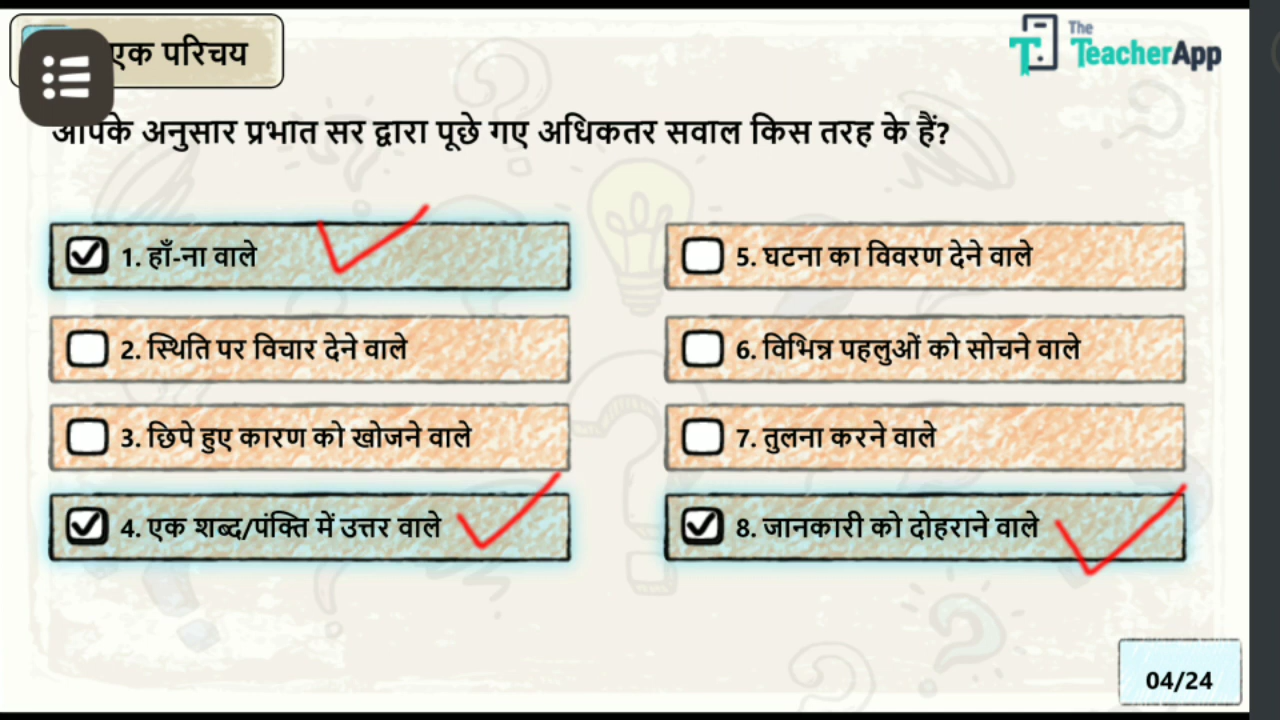 एक परिचय
The
TeacherApp
आपके अनुसार प्रभात सर द्वारा पूछे गए अधिकतर सवाल किस तरह के हैं?
1. हाँ-ना वाले
2. स्थिति पर विचार देने वाले
3. छिपे हुए कारण को खोजने वाले
4. एक शब्द/पंक्ति में उत्तर वाले
5. घटना का विवरण देने वाले
6. विभिन्न पहलुओं को सोचने वाले
7. तुलना करने वाले
8. जानकारी को दोहराने वाले
04/24